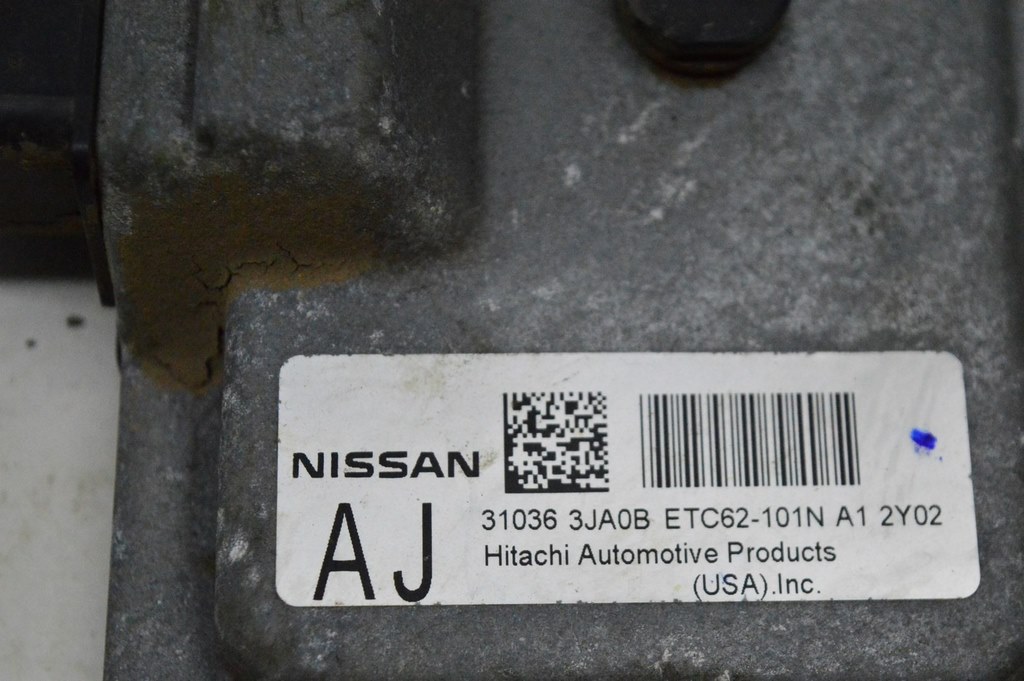 NISSAN
AJ
31036 3JA0B ETC62-101N A1 2Y02
Hitachi Automotive Products
(USA).Inc.